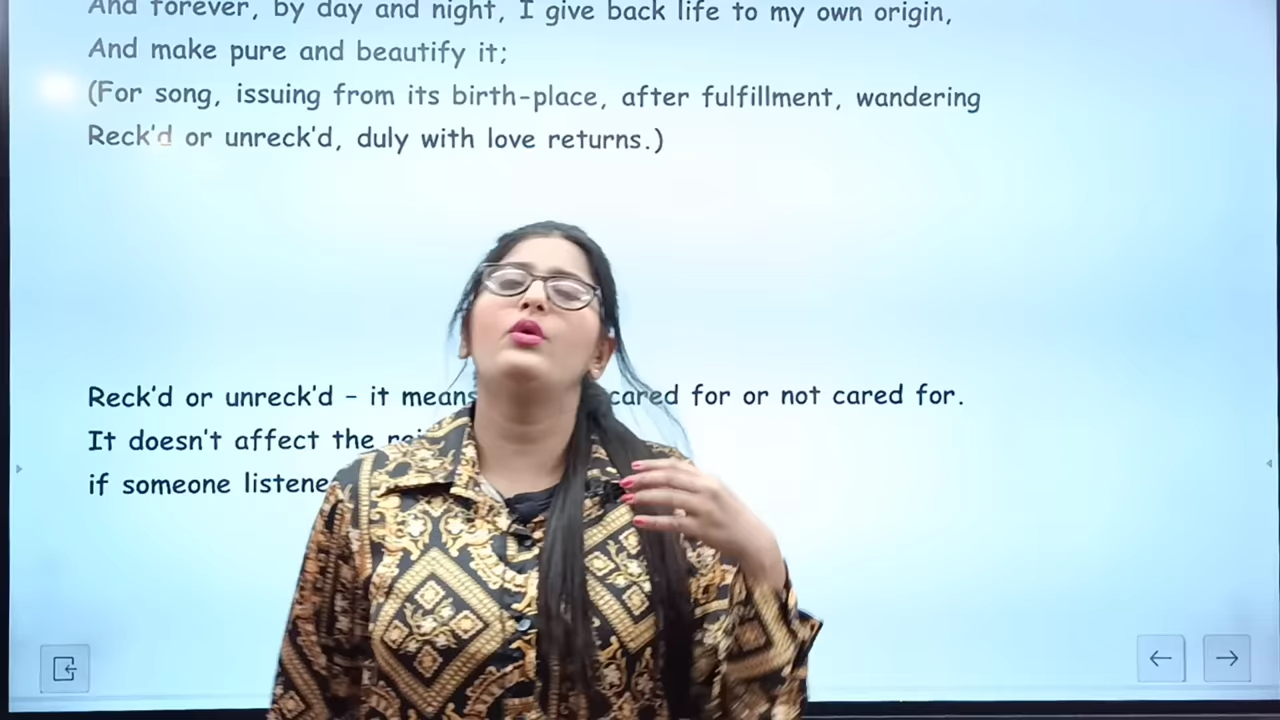 And forever, by day and night, I give back life to my own origin,
And make pure and beautify it;
(For song, issuing from its birth-place, after fulfillment, wandering
Reck'd or unreck'd, duly with love returns.)
Reck'd or unreck'd - it means cared for or not cared for.
It doesn't affect the
if someone listene